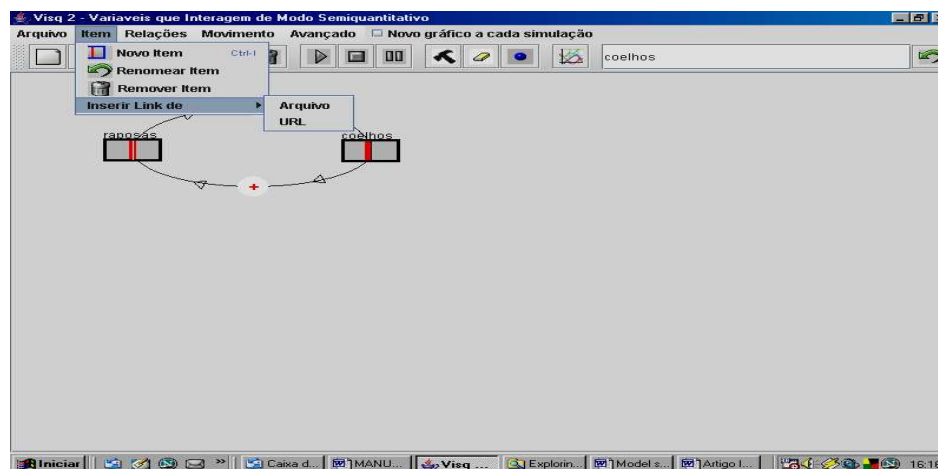 Visq 2 - Variaveis que Interagem de Modo Semiquantitativo
Arquivo Item Relações Movimento Avançado Novo gráfico a cada simulação
Novo Item Ctrl-I
coelhos
Renomear Item
Remover Item
Inserir Link de
Arquivo
URL
raposas
coelhos
+
Iniciar » Caixa d... MANU... Visq ... Explorin... Model s... Artigo I... 16:16